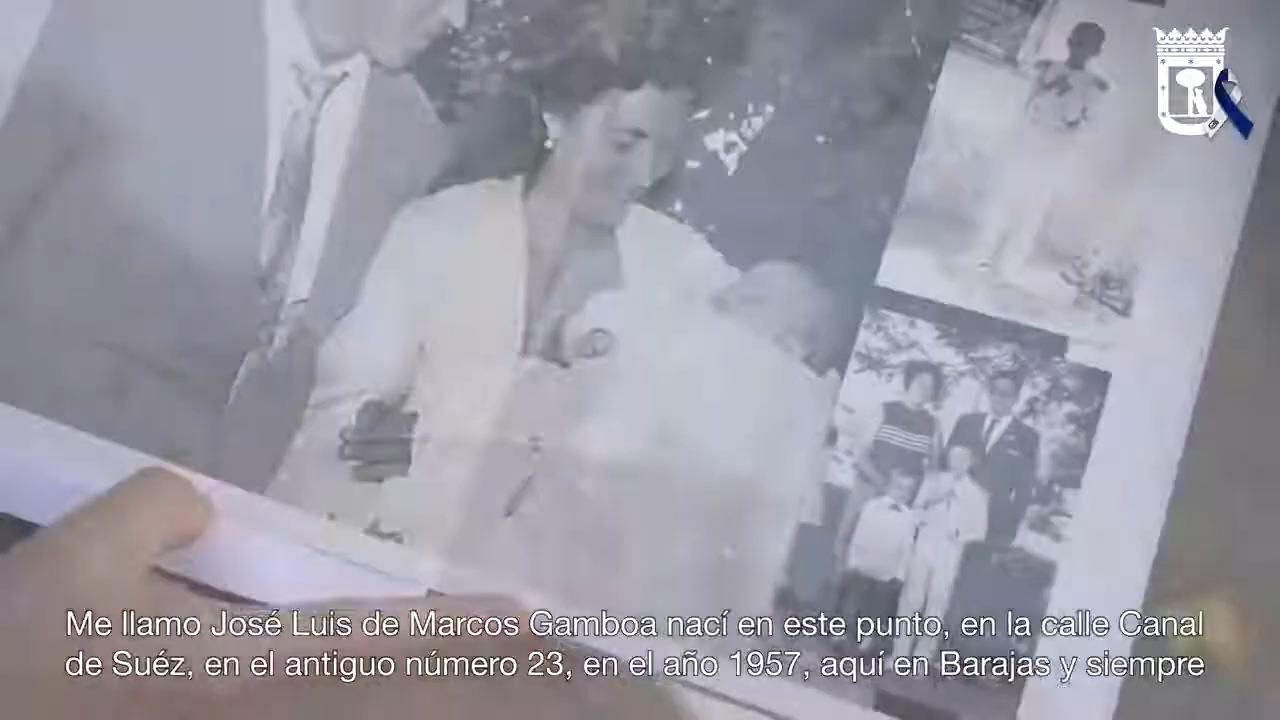 Me llamo José Luis de Marcos Gamboa nací en este punto, en la calle Canal
de Suéz, en el antiguo número 23, en el año 1957, aquí en Barajas y siempre